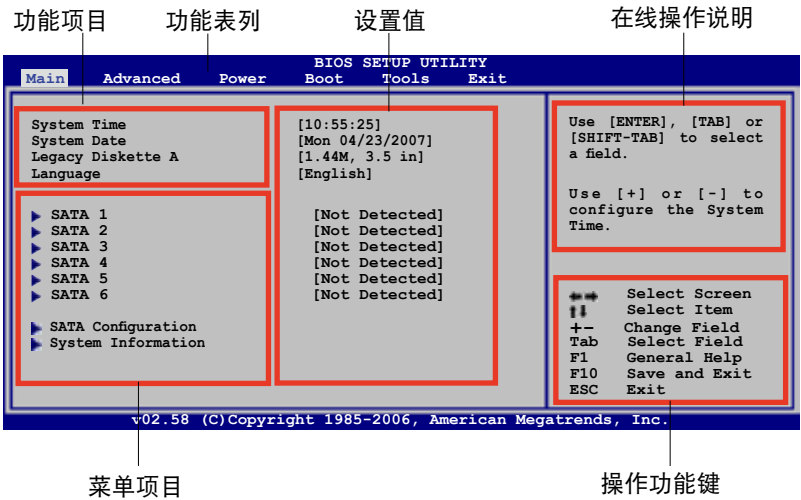 功能项目 功能表列 设置值 在线操作说明
BIOS SETUP UTILITY
Main Advanced Power Boot Tools Exit
System Time [10:55:25]
System Date [Mon 04/23/2007]
Legacy Diskette A [1.44M, 3.5 in]
Language [English]
SATA 1 [Not Detected]
SATA 2 [Not Detected]
SATA 3 [Not Detected]
SATA 4 [Not Detected]
SATA 5 [Not Detected]
SATA 6 [Not Detected]
SATA Configuration
System Information
Use [ENTER], [TAB] or
[SHIFT-TAB] to select
a field.
Use [+] or [-] to
configure the System
Time.
Select Screen
Select Item
+- Change Field
Tab Select Field
F1 General Help
F10 Save and Exit
ESC Exit
v02.58 (C)Copyright 1985-2006, American Megatrends, Inc.
菜单项目 操作功能键